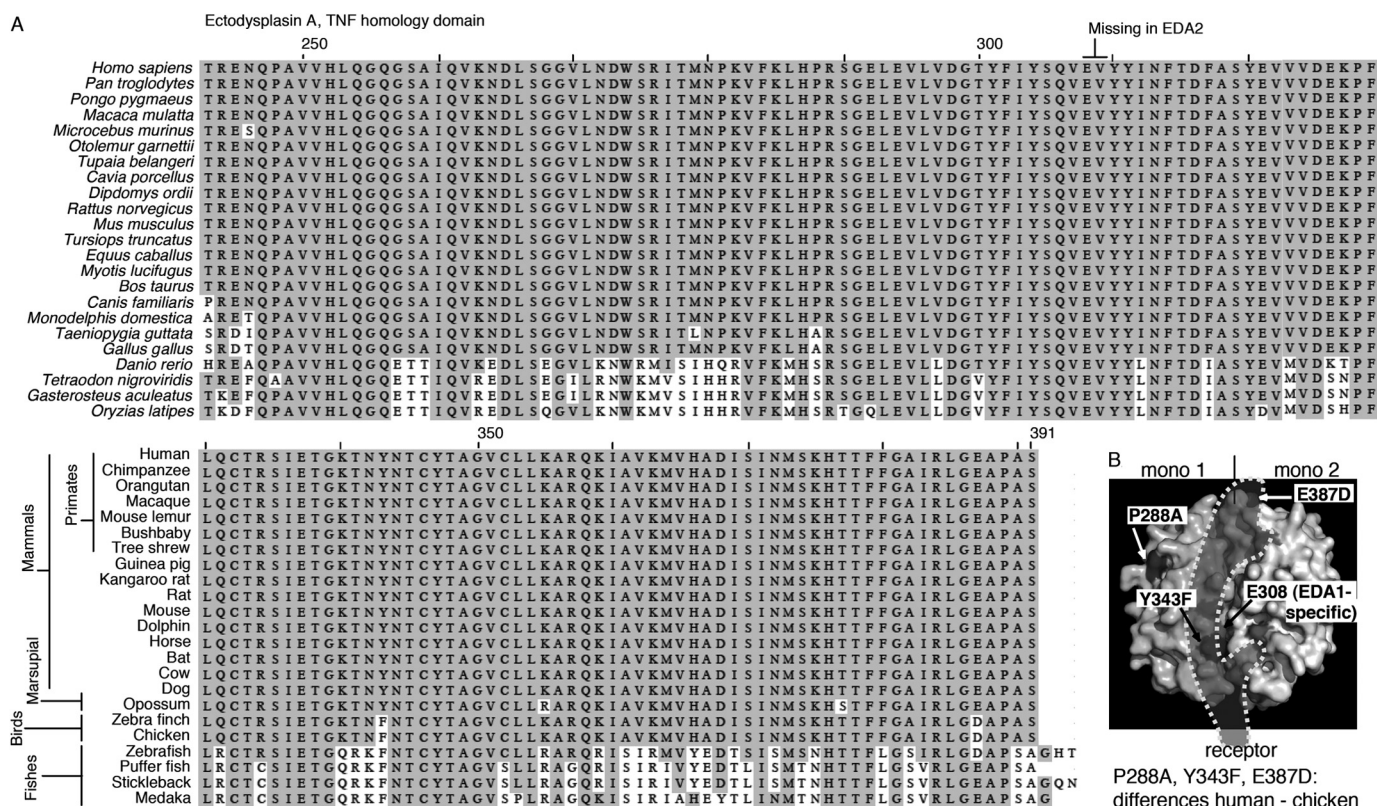 A
Ectodysplasin A, TNF homology domain
250 300 Missing in EDA2
Homo sapiens TRENQPAVVHLQGQGSAIQVKNDLSGGVLNDWSRITMNPKVFKLHPRSGELEVLVDGTYFIYSQVEVYYINFTDFASYEVVVDEKPF
Pan troglodytes TRENQPAVVHLQGQGSAIQVKNDLSGGVLNDWSRITMNPKVFKLHPRSGELEVLVDGTYFIYSQVEVYYINFTDFASYEVVVDEKPF
Pongo pygmaeus TRENQPAVVHLQGQGSAIQVKNDLSGGVLNDWSRITMNPKVFKLHPRSGELEVLVDGTYFIYSQVEVYYINFTDFASYEVVVDEKPF
Macaca mulatta TRENQPAVVHLQGQGSAIQVKNDLSGGVLNDWSRITMNPKVFKLHPRSGELEVLVDGTYFIYSQVEVYYINFTDFASYEVVVDEKPF
Microcebus murinus TRESQPAVVHLQGQGSAIQVKNDLSGGVLNDWSRITMNPKVFKLHPRSGELEVLVDGTYFIYSQVEVYYINFTDFASYEVVVDEKPF
Otolemur garnettii TRENQPAVVHLQGQGSAIQVKNDLSGGVLNDWSRITMNPKVFKLHPRSGELEVLVDGTYFIYSQVEVYYINFTDFASYEVVVDEKPF
Tupaia belangeri TRENQPAVVHLQGQGSAIQVKNDLSGGVLNDWSRITMNPKVFKLHPRSGELEVLVDGTYFIYSQVEVYYINFTDFASYEVVVDEKPF
Cavia porcellus TRENQPAVVHLQGQGSAIQVKNDLSGGVLNDWSRITMNPKVFKLHPRSGELEVLVDGTYFIYSQVEVYYINFTDFASYEVVVDEKPF
Dipdomys ordii TRENQPAVVHLQGQGSAIQVKNDLSGGVLNDWSRITMNPKVFKLHPRSGELEVLVDGTYFIYSQVEVYYINFTDFASYEVVVDEKPF
Rattus norvegicus TRENQPAVVHLQGQGSAIQVKNDLSGGVLNDWSRITMNPKVFKLHPRSGELEVLVDGTYFIYSQVEVYYINFTDFASYEVVVDEKPF
Mus musculus TRENQPAVVHLQGQGSAIQVKNDLSGGVLNDWSRITMNPKVFKLHPRSGELEVLVDGTYFIYSQVEVYYINFTDFASYEVVVDEKPF
Tursiops truncatus TRENQPAVVHLQGQGSAIQVKNDLSGGVLNDWSRITMNPKVFKLHPRSGELEVLVDGTYFIYSQVEVYYINFTDFASYEVVVDEKPF
Equus caballus TRENQPAVVHLQGQGSAIQVKNDLSGGVLNDWSRITMNPKVFKLHPRSGELEVLVDGTYFIYSQVEVYYINFTDFASYEVVVDEKPF
Myotis lucifugus TRENQPAVVHLQGQGSAIQVKNDLSGGVLNDWSRITMNPKVFKLHPRSGELEVLVDGTYFIYSQVEVYYINFTDFASYEVVVDEKPF
Bos taurus TRENQPAVVHLQGQGSAIQVKNDLSGGVLNDWSRITMNPKVFKLHPRSGELEVLVDGTYFIYSQVEVYYINFTDFASYEVVVDEKPF
Canis familiaris PRENQPAVVHLQGQGSAIQVKNDLSGGVLNDWSRITMNPKVFKLHPRSGELEVLVDGTYFIYSQVEVYYINFTDFASYEVVVDEKPF
Monodelphis domestica ARETQPAVVHLQGQGSAIQVKNDLSGGVLNDWSRITMNPKVFKLHPRSGELEVLVDGTYFIYSQVEVYYINFTDFASYEVVVDEKPF
Taeniopygia guttata SRDIQPAVVHLQGQGSAIQVKNDLSGGVLNDWSRITLNPKVFKLHARSGELEVLVDGTYFIYSQVEVYYINFTDFASYEVVVDEKPF
Gallus gallus SRDTQPAVVHLQGQGSAIQVKNDLSGGVLNDWSRITMNPKVFKLHARSGELEVLVDGTYFIYSQVEVYYINFTDFASYEVVVDEKPF
Danio rerio HREAQPAVVHLQGQETTIQVKEDLSEGVLKNWRMISIHQRVFKMHSRSGELEVLLDGTYFIYSQVEVYYLNFTDIASYEVMVDKTPF
Tetraodon nigroviridis TREFQAAVVHLQGQETTIQVREDLSEGILRNWKMVSIHHRVFKMHSRSGELEVLLDGVYFIYSQVEVYYLNFTDIASYEVMVDSNPF
Gasterosteus aculeatus TKEFQPAVVHLQGQETTIQVREDLSEGILRNWKMVSIHHRVFKMHSRSGELEVLLDGVYFIYSQVEVYYLNFTDIASYEVMVDSNPF
Oryzias latipes TKDFQPAVVHLQGQETTIQVREDLSQGVLRNWKMVSIHHRVFKMHSRTGQLEVLLDGVYFIYSQVEVYYLNFTDIASYDVMVDSHPF
350 391
Mammals
Primates
Marsupial
Birds
Fishes
Human LQCTRSIETGKTNYNTCYTAGVCLLKARQKIAVKMVHADISINMSKHTTFFGAIRLGEAPAS
Chimpanzee LQCTRSIETGKTNYNTCYTAGVCLLKARQKIAVKMVHADISINMSKHTTFFGAIRLGEAPAS
Orangutan LQCTRSIETGKTNYNTCYTAGVCLLKARQKIAVKMVHADISINMSKHTTFFGAIRLGEAPAS
Macaque LQCTRSIETGKTNYNTCYTAGVCLLKARQKIAVKMVHADISINMSKHTTFFGAIRLGEAPAS
Mouse lemur LQCTRSIETGKTNYNTCYTAGVCLLKARQKIAVKMVHADISINMSKHTTFFGAIRLGEAPAS
Bushbaby LQCTRSIETGKTNYNTCYTAGVCLLKARQKIAVKMVHADISINMSKHTTFFGAIRLGEAPAS
Tree shrew LQCTRSIETGKTNYNTCYTAGVCLLKARQKIAVKMVHADISINMSKHTTFFGAIRLGEAPAS
Guinea pig LQCTRSIETGKTNYNTCYTAGVCLLKARQKIAVKMVHADISINMSKHTTFFGAIRLGEAPAS
Kangaroo rat LQCTRSIETGKTNYNTCYTAGVCLLKARQKIAVKMVHADISINMSKHTTFFGAIRLGEAPAS
Rat LQCTRSIETGKTNYNTCYTAGVCLLKARQKIAVKMVHADISINMSKHTTFFGAIRLGEAPAS
Mouse LQCTRSIETGKTNYNTCYTAGVCLLKARQKIAVKMVHADISINMSKHTTFFGAIRLGEAPAS
Dolphin LQCTRSIETGKTNYNTCYTAGVCLLKARQKIAVKMVHADISINMSKHTTFFGAIRLGEAPAS
Horse LQCTRSIETGKTNYNTCYTAGVCLLKARQKIAVKMVHADISINMSKHTTFFGAIRLGEAPAS
Bat LQCTRSIETGKTNYNTCYTAGVCLLKARQKIAVKMVHADISINMSKHTTFFGAIRLGEAPAS
Cow LQCTRSIETGKTNYNTCYTAGVCLLKARQKIAVKMVHADISINMSKHTTFFGAIRLGEAPAS
Dog LQCTRSIETGKTNYNTCYTAGVCLLKARQKIAVKMVHADISINMSKHTTFFGAIRLGEAPAS
Opossum LQCTRSIETGKTNYNTCYTAGVCLLRARQKIAVKMVHADISINMSKHSTFFGAIRLGEAPAS
Zebra finch LQCTRSIETGKTNFNTCYTAGVCLLKARQKIAVKMVHADISINMSKHTTFFGAIRLGDAPAS
Chicken LQCTRSIETGKTNFNTCYTAGVCLLKARQKIAVKMVHADISINMSKHTTFFGAIRLGDAPAS
Zebrafish LRCTRSIETGQRKFNTCYTAGVCLLRARQRISIRMVYEDTSISMSNHTTFLGSIRLGDAPSAGHT
Puffer fish LRCTCSIETGQRKFNTCYTAGVSLLRAGQRISIRIVYEDTLISMTNHTTFLGSVRLGEAPSA
Stickleback LRCTCSIETGQRKFNTCYTAGVSLLRAGQRISIRIVYEDTLISMTNHTTFLGSVRLGEAPSAGQN
Medaka LRCTCSIETGQRKFNTCYTAGVSPLRAGQKISIRIAHEYTLINMTNHTTFLGSVRLGEAPSAG
B
mono 1 mono 2
E387D
P288A
Y343F
E308 (EDA1-
specific)
receptor
P288A, Y343F, E387D:
differences human - chicken